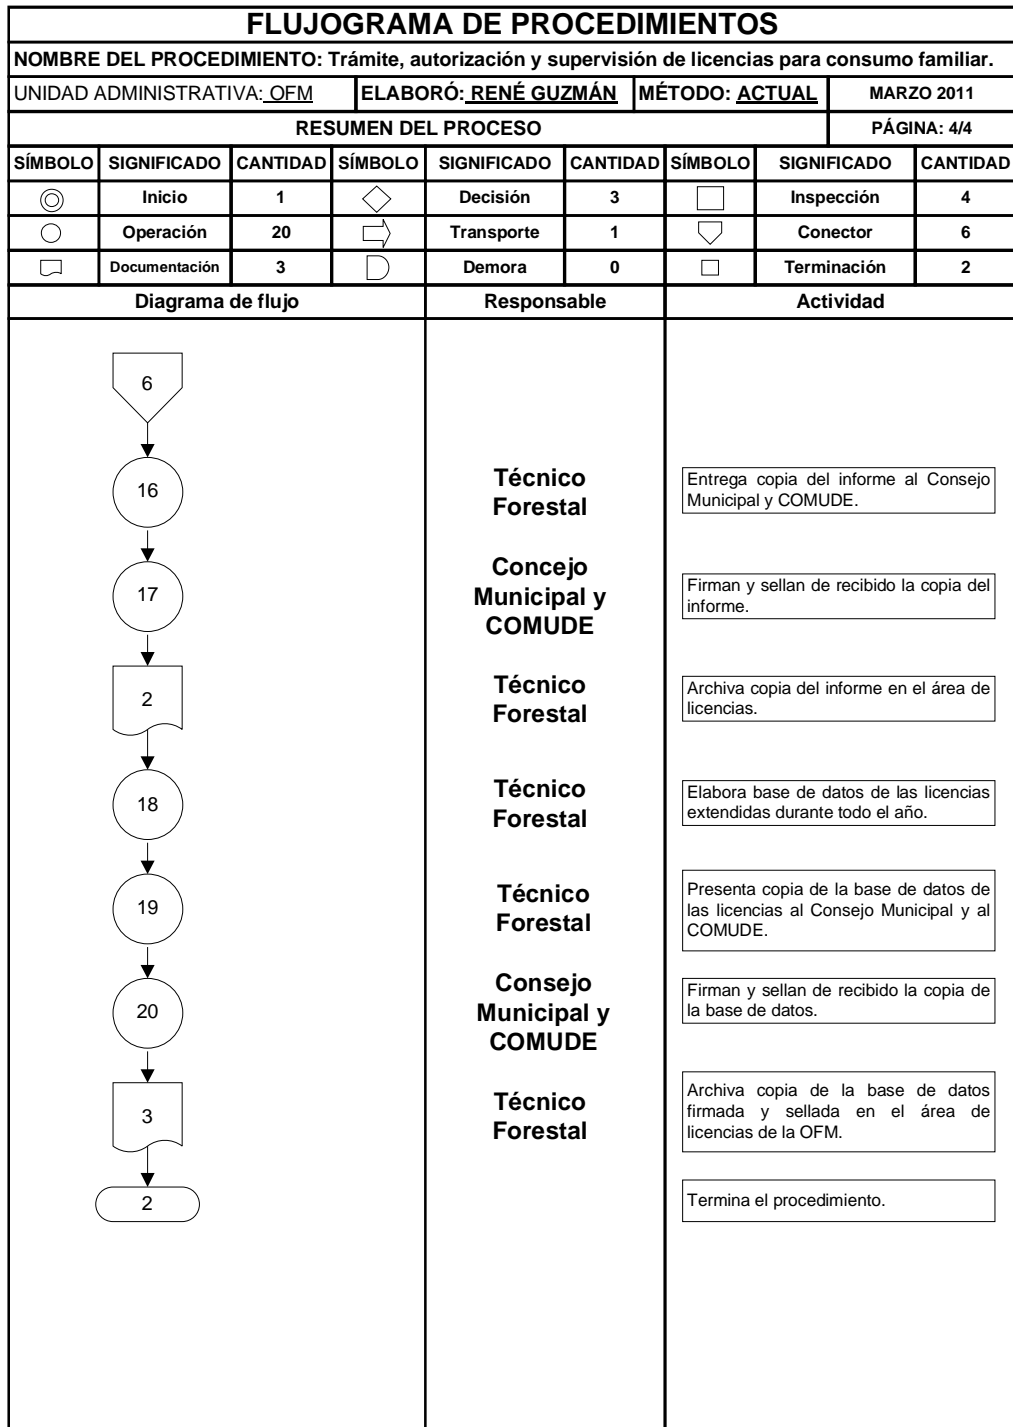 FLUJOGRAMA DE PROCEDIMIENTOS
NOMBRE DEL PROCEDIMIENTO: Trámite, autorización y supervisión de licencias para consumo familiar.
UNIDAD ADMINISTRATIVA: OFM ELABORÓ: RENÉ GUZMÁN MÉTODO: ACTUAL MARZO 2011
RESUMEN DEL PROCESO PÁGINA: 4/4
SÍMBOLO SIGNIFICADO CANTIDAD SÍMBOLO SIGNIFICADO CANTIDAD SÍMBOLO SIGNIFICADO CANTIDAD
Inicio 1 Decisión 3 Inspección 4
Operación 20 Transporte 1 Conector 6
Documentación 3 Demora 0 Terminación 2
Diagrama de flujo Responsable Actividad
6
16
Técnico
Forestal
Entrega copia del informe al Consejo
Municipal y COMUDE.
17
Concejo
Municipal y
COMUDE
Firman y sellan de recibido la copia del
informe.
2
Técnico
Forestal
Archiva copia del informe en el área de
licencias.
18
Técnico
Forestal
Elabora base de datos de las licencias
extendidas durante todo el año.
19
Técnico
Forestal
Presenta copia de la base de datos de
las licencias al Consejo Municipal y al
COMUDE.
20
Consejo
Municipal y
COMUDE
Firman y sellan de recibido la copia de
la base de datos.
3
Técnico
Forestal
Archiva copia de la base de datos
firmada y sellada en el área de
licencias de la OFM.
2
Termina el procedimiento.